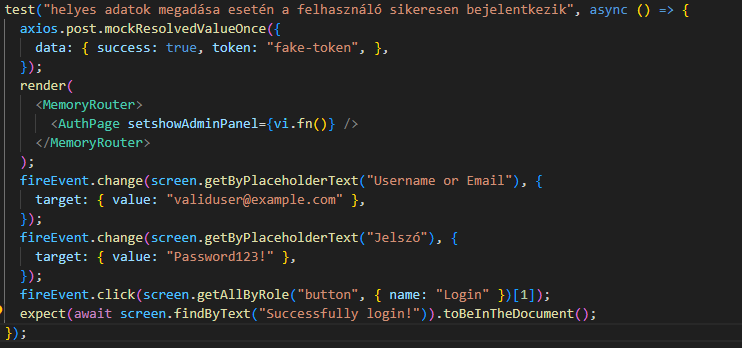 test("helyes adatok megadása esetén a felhasználó sikeresen bejelentkezik", async () => {
  axios.post.mockResolvedValueOnce({
    data: { success: true, token: "fake-token", },
  });
  render(
    <MemoryRouter>
      <AuthPage setshowAdminPanel={vi.fn()} />
    </MemoryRouter>
  );
  fireEvent.change(screen.getByPlaceholderText("Username or Email"), {
    target: { value: "validuser@example.com" },
  });
  fireEvent.change(screen.getByPlaceholderText("Jelszó"), {
    target: { value: "Password123!" },
  });
  fireEvent.click(screen.getAllByRole("button", { name: "Login" })[1]);
  expect(await screen.findByText("Successfully login!")).toBeInTheDocument();
});